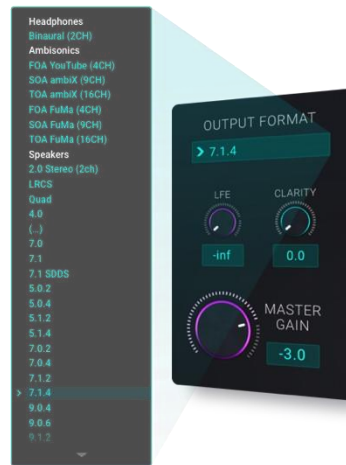 Headphones
Binaural (2CH)
Ambisonics
FOA YouTube (4CH)
SOA ambiX (9CH)
TOA ambiX (16CH)
FOA FuMa (4CH)
SOA FuMa (9CH)
TOA FuMa (16CH)
Speakers
2.0 Stereo (2ch)
LRCS
Quad
4.0
(...)
7.0
7.1
7.1 SDDS
5.0.2
5.0.4
5.1.2
5.1.4
7.0.2
7.0.4
7.1.2
> 7.1.4
9.0.4
9.0.6
9.1.2
OUTPUT FORMAT
> 7.1.4
LFE
CLARITY
-inf
0.0
MASTER
GAIN
-3.0